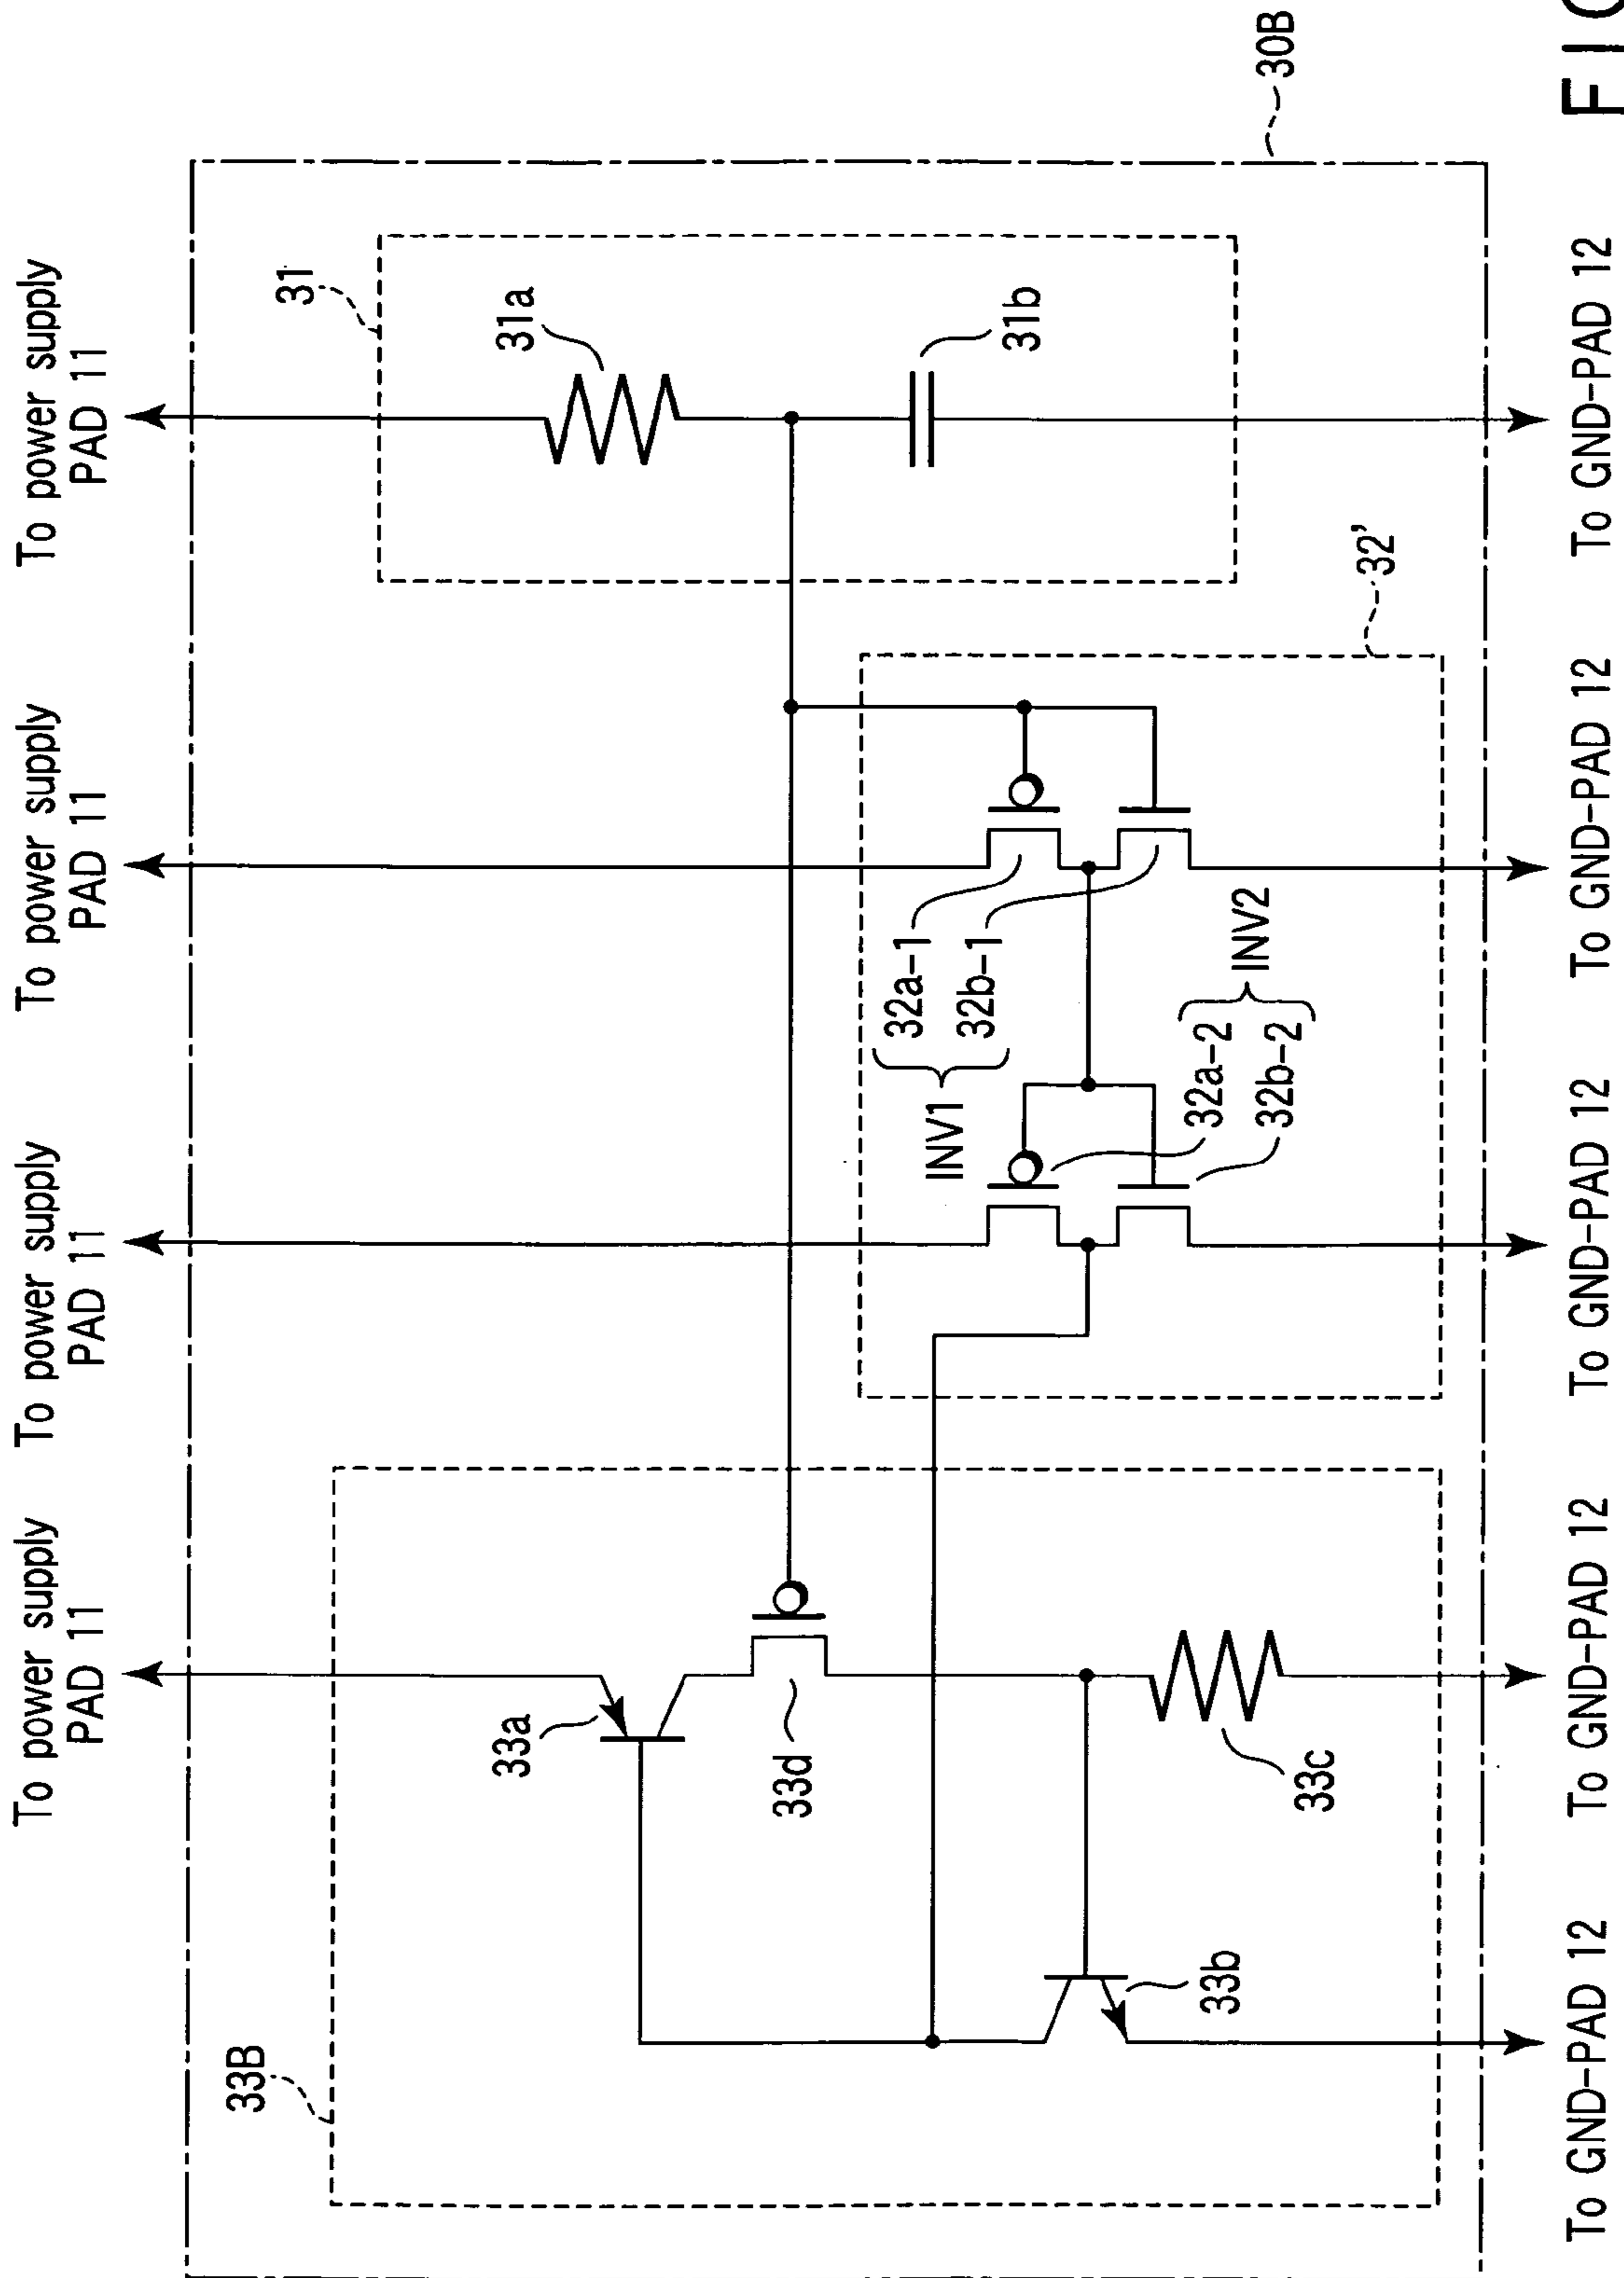 To power supply
PAD 11
To power supply
PAD 11
To power supply
PAD 11
To power supply
PAD 11
33B
31
33a
31a
33d
32a-1
32b-1
INV1
31b
32a-2
32b-2
INV2
33b
33c
32'
30B
To GND-PAD 12
To GND-PAD 12
To GND-PAD 12
To GND-PAD 12
To GND-PAD 12